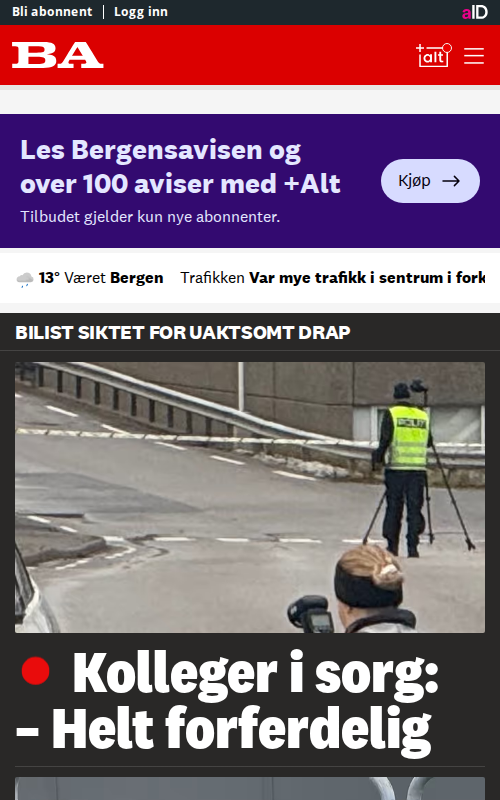 Bli abonnent
Logg inn
aID
BA
+alt
Les Bergensavisen og
over 100 aviser med +Alt
Tilbudet gjelder kun nye abonnenter.
Kjøp
13° Været Bergen
Trafikken Var mye trafikk i sentrum i fork
BILIST SIKTET FOR UAKTSOMT DRAP
POLITI
Kolleger i sorg:
– Helt forferdelig